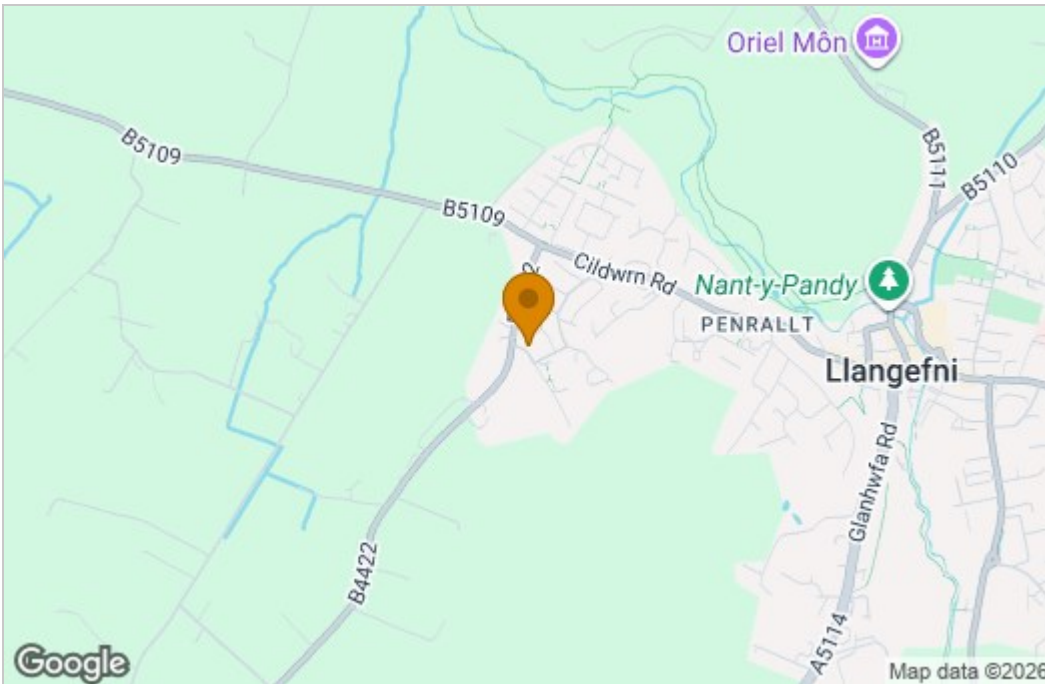 Oriel Môn
B5109
B5111
B5110
B5109
Cildwrn Rd
Nant-y-Pandy
PENRALLT
Llangefni
Glanhwfa Rd
B4422
A5114
Google
Map data ©2026